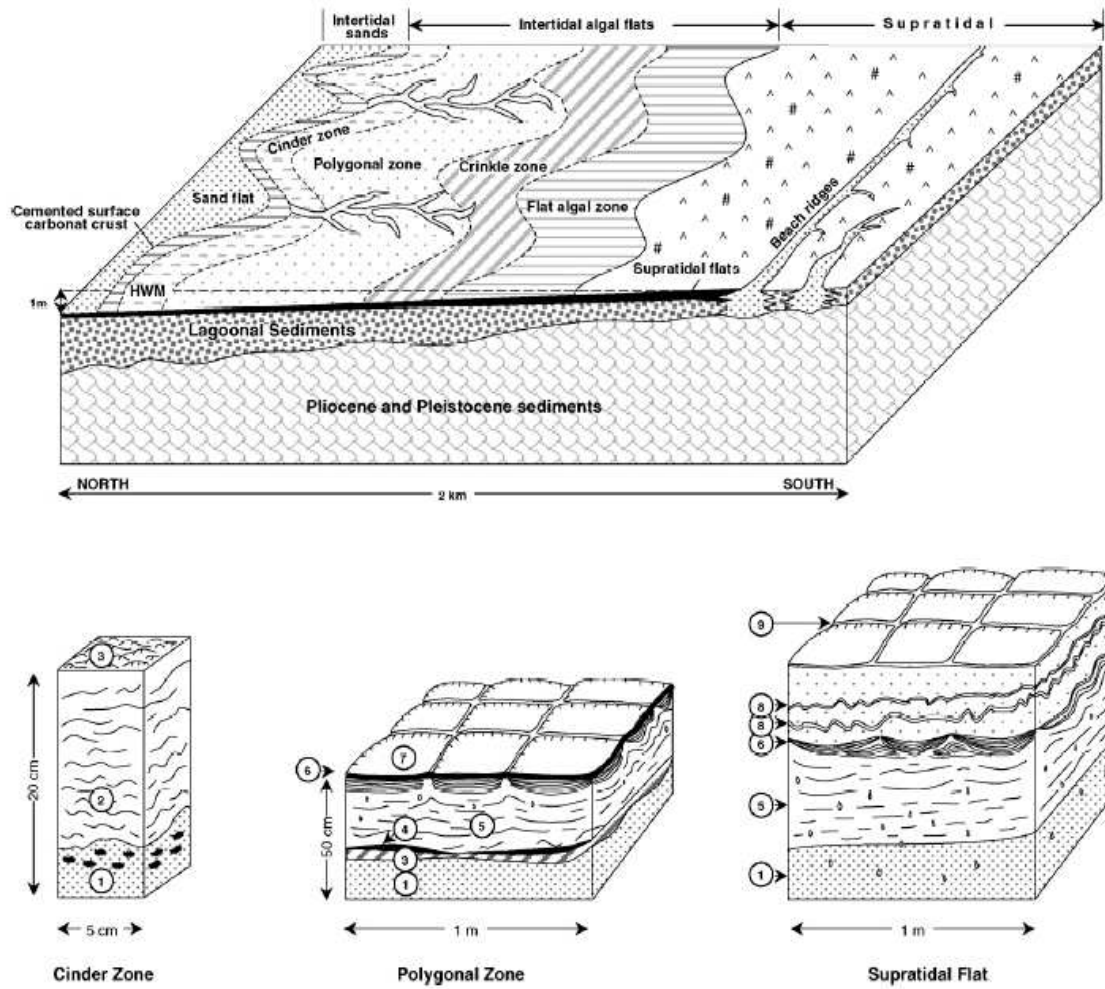 Intertidal
sands
Intertidal algal flats
Supratidal
Cinder zone
Polygonal zone
Crinkle zone
Sand flat
Flat algal zone
Cemented surface
carbonat crust
Beach ridges
Supratidal flats
HWM
1m
Lagoonal Sediments
Pliocene and Pleistocene sediments
NORTH
2 km
SOUTH
# # # # # # # #
3
2
1
20 cm
5 cm
Cinder Zone
6
7
4
5
3
1
50 cm
1 m
Polygonal Zone
9
8
8
6
5
1
1 m
Supratidal Flat